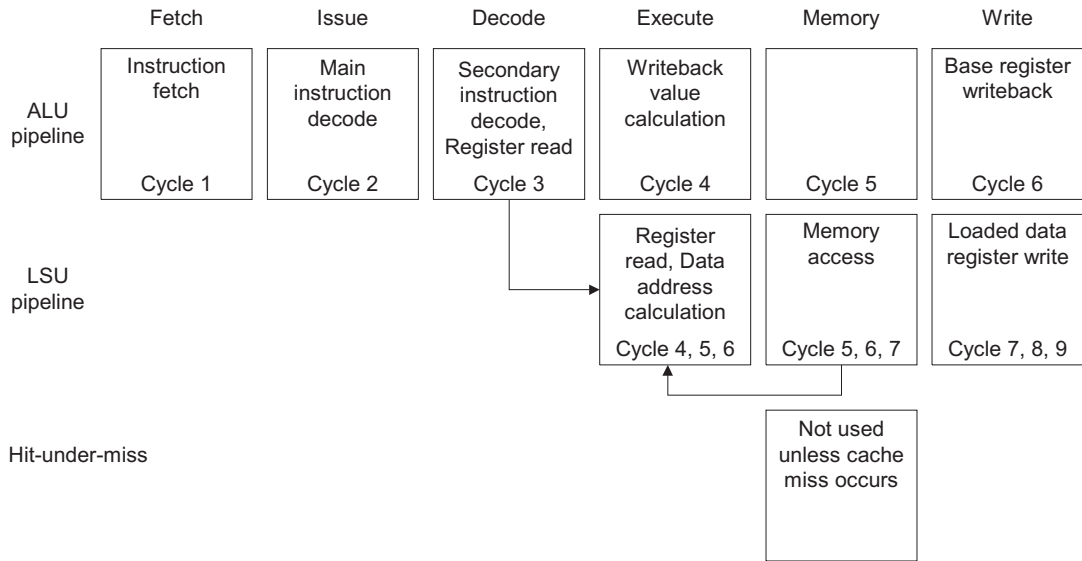 Fetch
Issue
Decode
Execute
Memory
Write
ALU
pipeline
Instruction
fetch
Cycle 1
Main
instruction
decode
Cycle 2
Secondary
instruction
decode,
Register read
Cycle 3
Writeback
value
calculation
Cycle 4
Cycle 5
Base register
writeback
Cycle 6
LSU
pipeline
Register
read, Data
address
calculation
Cycle 4, 5, 6
Memory
access
Cycle 5, 6, 7
Loaded data
register write
Cycle 7, 8, 9
Hit-under-miss
Not used
unless cache
miss occurs